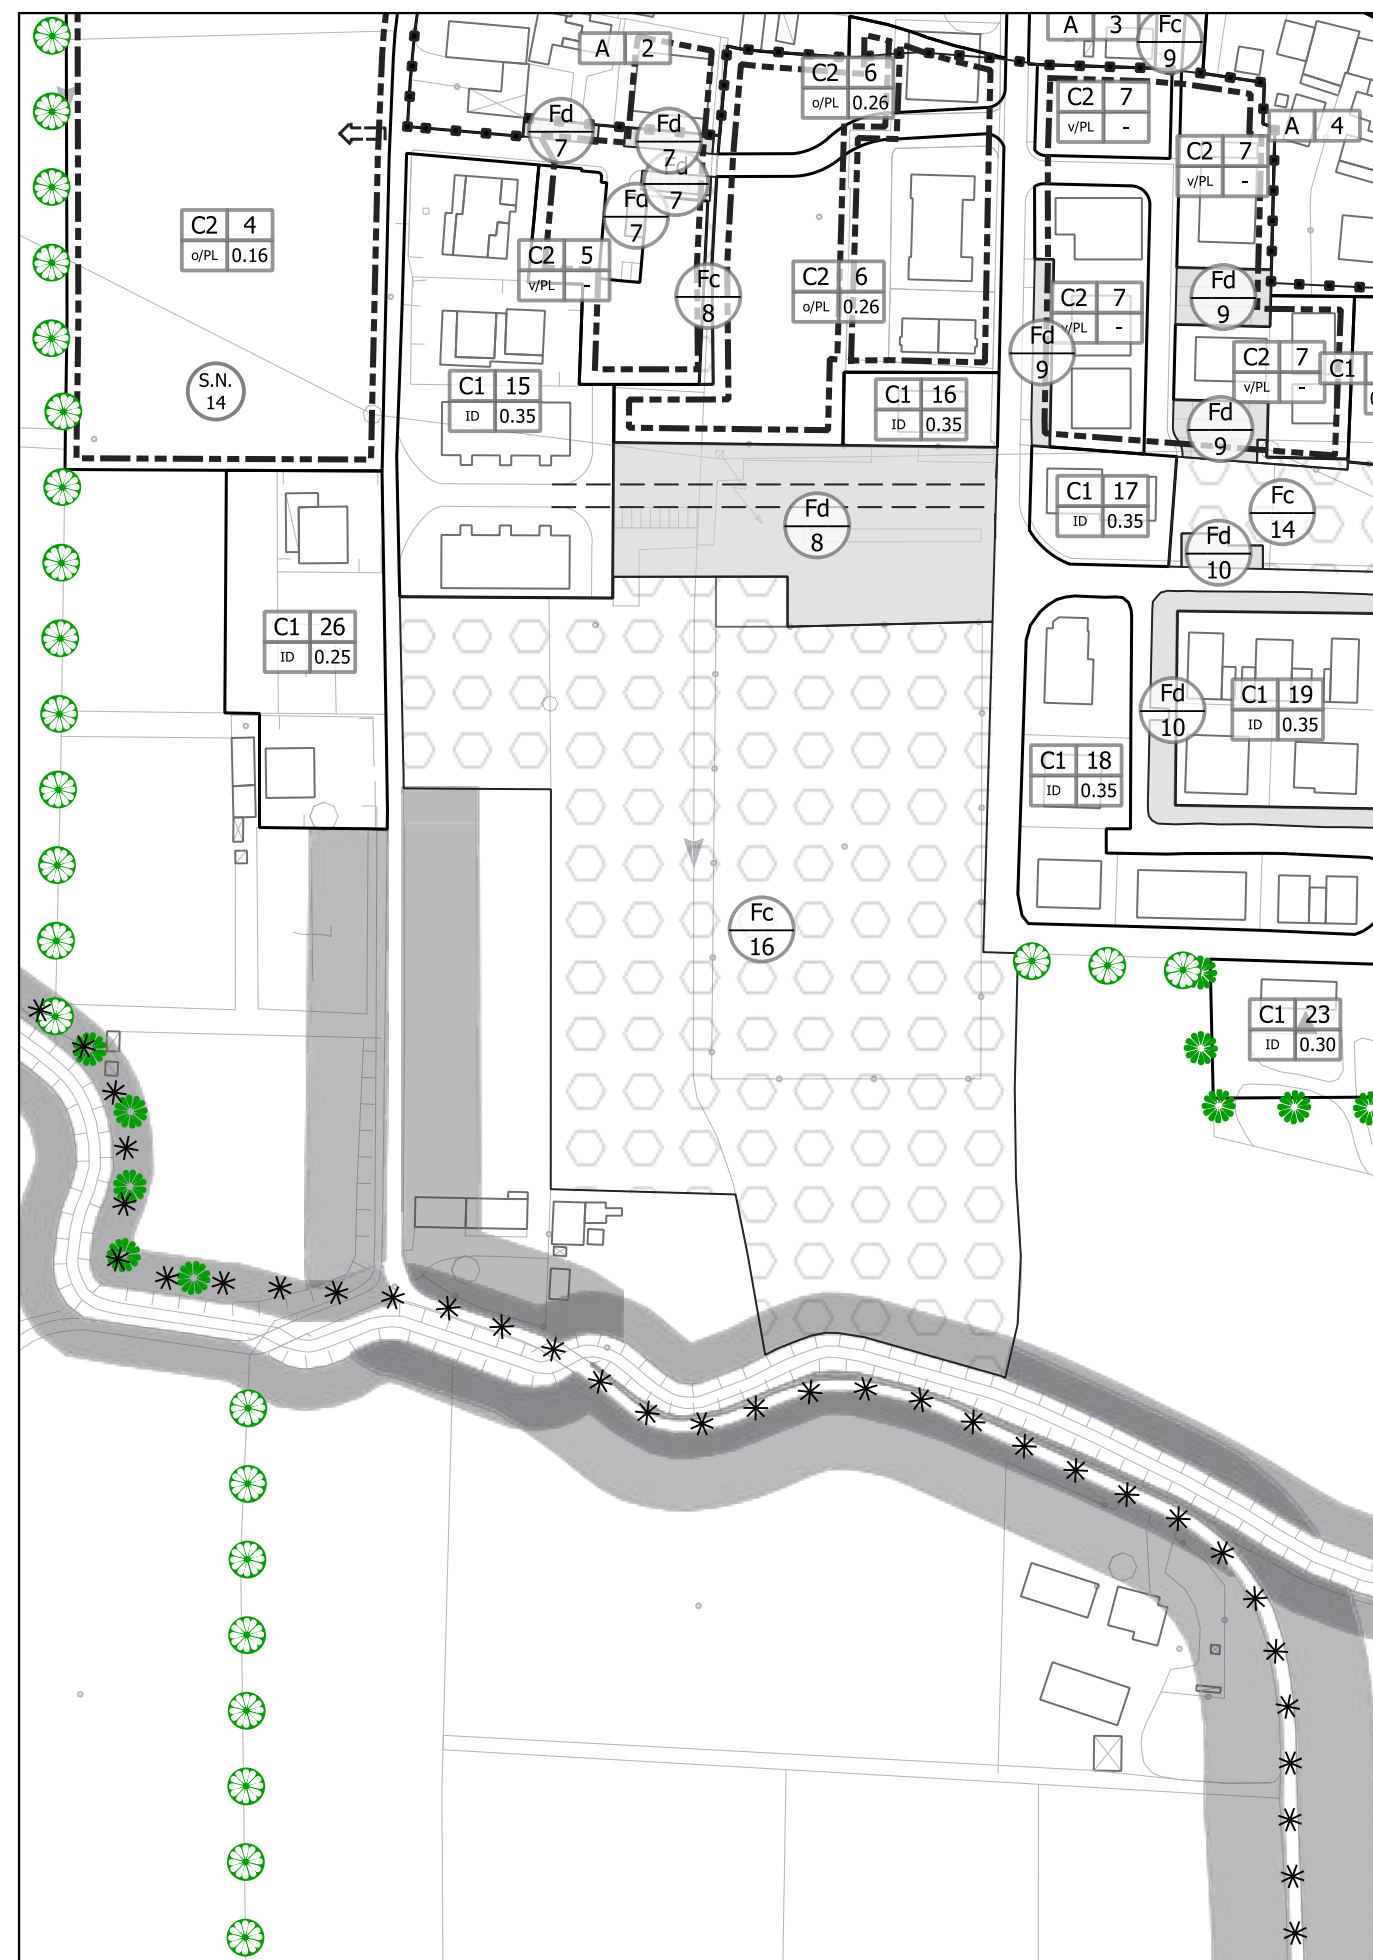 A 2
A 3
Fc
9
C2 6
o/PL 0.26
C2 7
v/PL -
Fd
7
Fd
7
A 4
C2 7
v/PL -
Fd
7
Fd
7
C2 4
o/PL 0.16
C2 5
v/PL -
Fc
8
C2 6
o/PL 0.26
C2 7
v/PL -
Fd
9
Fd
9
C2 7
v/PL -
C1
S.N.
14
C1 15
ID 0.35
C1 16
ID 0.35
Fd
9
C1 17
ID 0.35
Fc
14
Fd
8
Fd
10
C1 26
ID 0.25
Fd
10
C1 19
ID 0.35
C1 18
ID 0.35
Fc
16
C1 23
ID 0.30